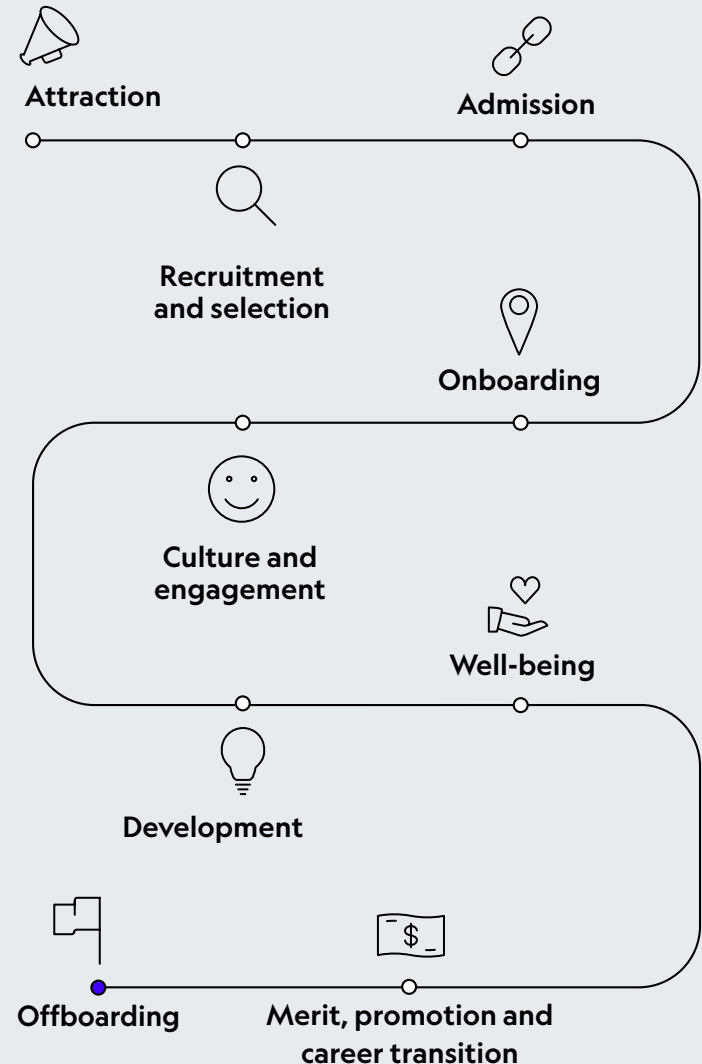 Attraction
Admission
Recruitment
and selection
Onboarding
Culture and
engagement
Well-being
Development
$
Offboarding
Merit, promotion and
career transition